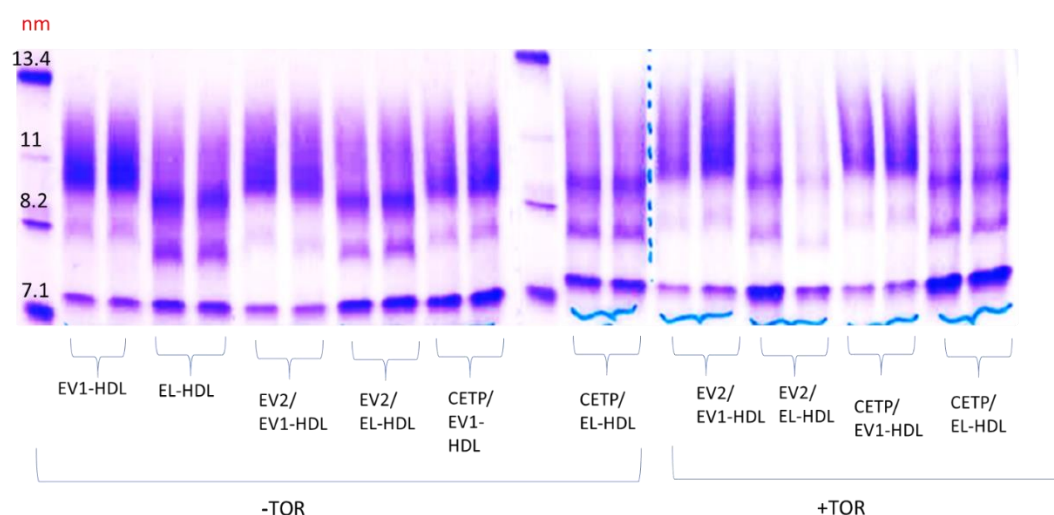 nm
13.4
11
8.2
7.1
EV1-HDL
EL-HDL
EV2/
EV1-HDL
EV2/
EL-HDL
CETP/
EV1-
HDL
CETP/
EL-HDL
EV2/
EV1-HDL
EV2/
EL-HDL
CETP/
EV1-HDL
CETP/
EL-HDL
-TOR
+TOR